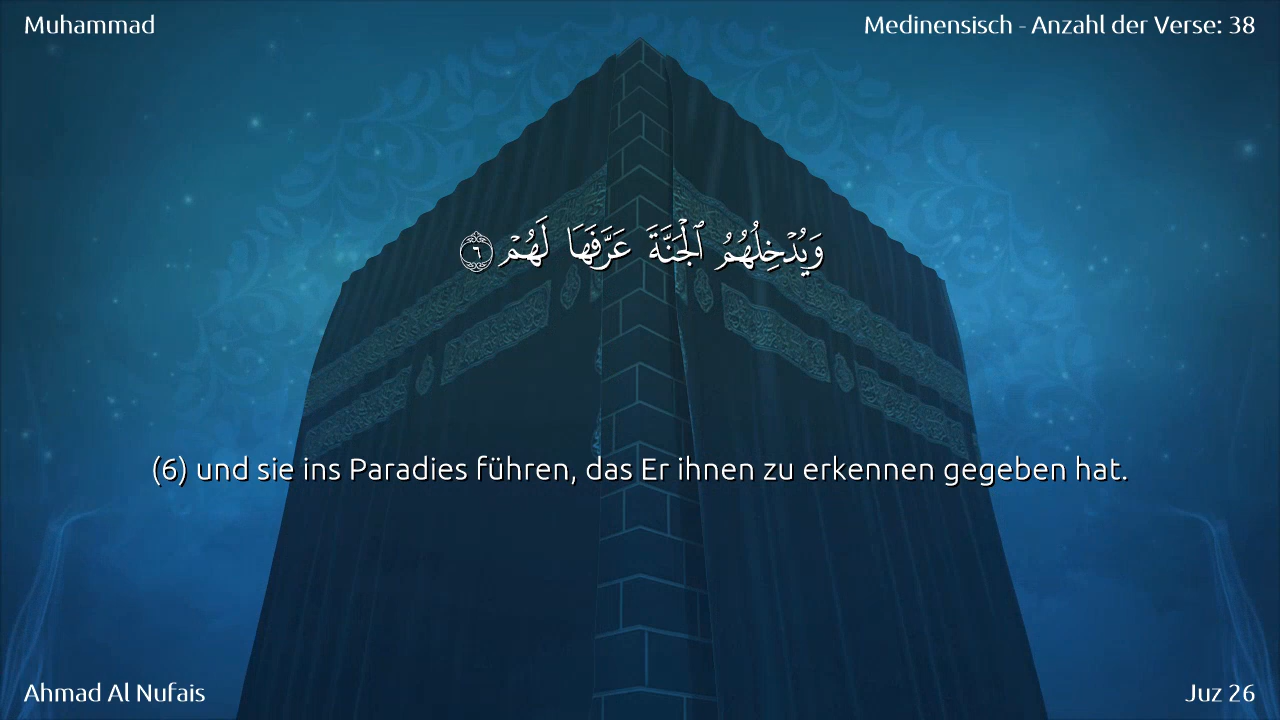 Muhammad
Medinensisch - Anzahl der Verse: 38
وَيُدْخِلُهُمُ ٱلْجَنَّةَ عَرَّفَهَا لَهُمْ ٦
(6) und sie ins Paradies führen, das Er ihnen zu erkennen gegeben hat.
Ahmad Al Nufais
Juz 26